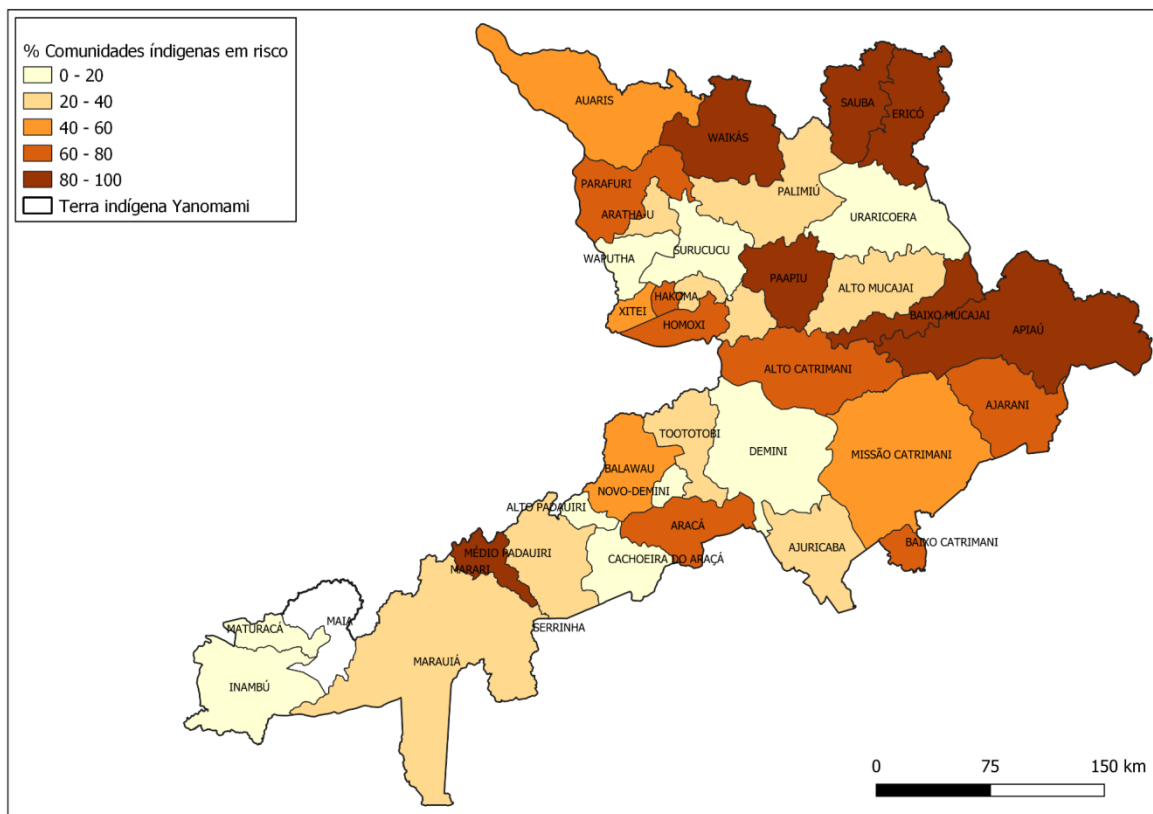 % Comunidades índigenas em risco
0 - 20
20 - 40
40 - 60
60 - 80
80 - 100
Terra indígena Yanomami
AUARIS
SAUBA
ERICÓ
WAIKÁS
PARAFURI
PALIMIÚ
ARATHA-U
URARICOERA
WAPUTHA
SURUCUCU
PAAPIU
ALTO MUCAJAI
HAKOMA
XITEI
BAIXO MUCAJAI
HOMOXI
APIAÚ
ALTO CATRIMANI
AJARANI
TOOTOTOBI
DEMINI
MISSÃO CATRIMANI
BALAWAU
NOVO-DEMINI
ALTO PADAUIRI
ARACÁ
AJURICABA
BAIXO CATRIMANI
MÉDIO PADAUIRI
CACHOEIRA DO ARAÇÁ
MARARI
MAIA
SERRINHA
MATURACÁ
MARAUIÁ
INAMBÚ
0 75 150 km